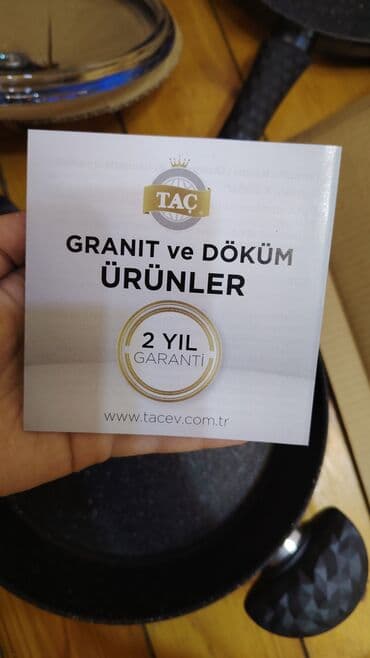 TAÇ
GRANIT ve DÖKÜM
ÜRÜNLER
2 YIL
GARANTİ
www.tacev.com.tr